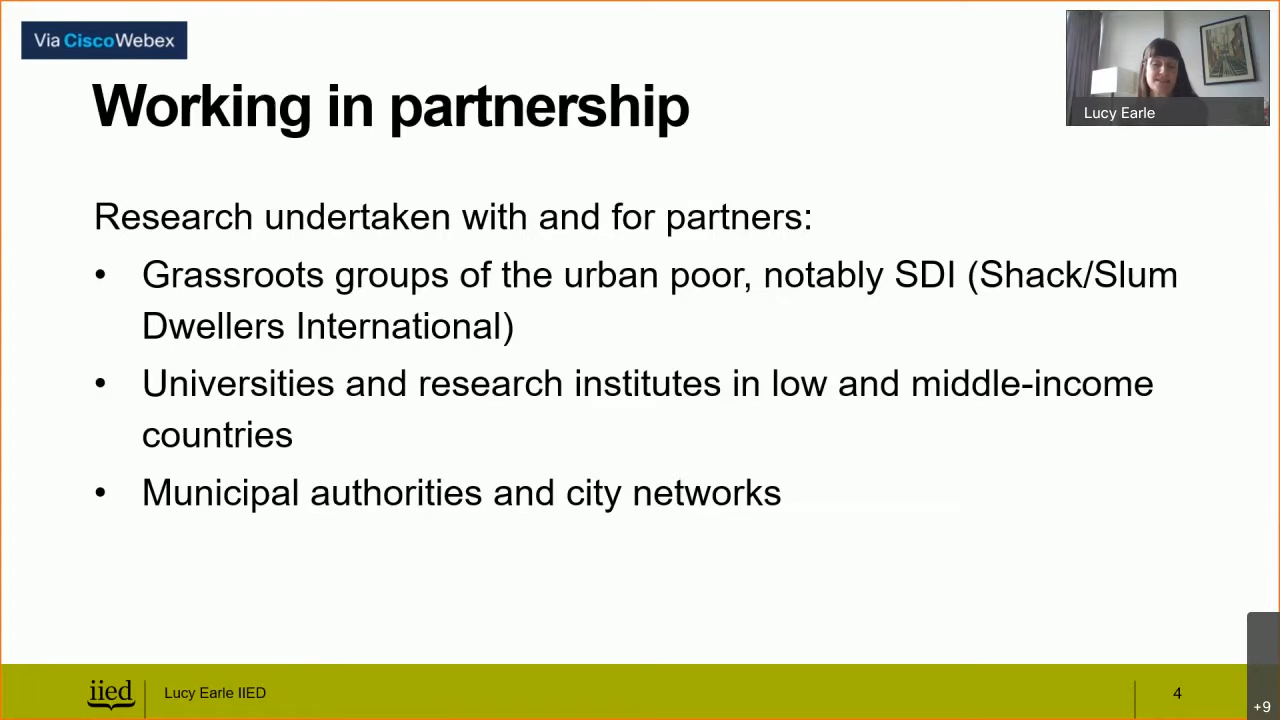 Via Cisco Webex
Lucy Earle
Working in partnership
Research undertaken with and for partners:
• Grassroots groups of the urban poor, notably SDI (Shack/Slum
Dwellers International)
• Universities and research institutes in low and middle-income
countries
• Municipal authorities and city networks
iied
Lucy Earle IIED
4
+9